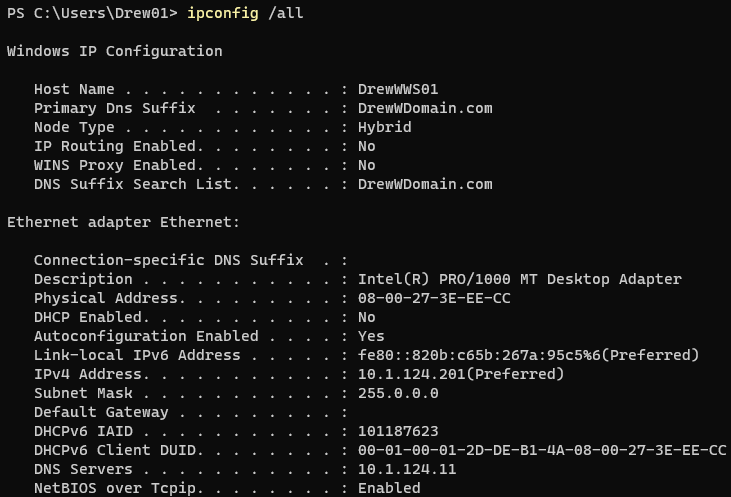 PS C:\Users\Drew01> ipconfig /all
Windows IP Configuration
Host Name . . . . . . . . . . . . : DrewWWS01
Primary Dns Suffix  . . . . . . . : DrewWDomain.com
Node Type . . . . . . . . . . . . : Hybrid
IP Routing Enabled. . . . . . . . : No
WINS Proxy Enabled. . . . . . . . : No
DNS Suffix Search List. . . . . . : DrewWDomain.com
Ethernet adapter Ethernet:
Connection-specific DNS Suffix  . :
Description . . . . . . . . . . . : Intel(R) PRO/1000 MT Desktop Adapter
Physical Address. . . . . . . . . : 08-00-27-3E-EE-CC
DHCP Enabled. . . . . . . . . . . : No
Autoconfiguration Enabled . . . . : Yes
Link-local IPv6 Address . . . . . : fe80::820b:c65b:267a:95c5%6(Preferred)
IPv4 Address. . . . . . . . . . . : 10.1.124.201(Preferred)
Subnet Mask . . . . . . . . . . . : 255.0.0.0
Default Gateway . . . . . . . . . :
DHCPv6 IAID . . . . . . . . . . . : 101187623
DHCPv6 Client DUID. . . . . . . . : 00-01-00-01-2D-DE-B1-4A-08-00-27-3E-EE-CC
DNS Servers . . . . . . . . . . . : 10.1.124.11
NetBIOS over Tcpip. . . . . . . . : Enabled